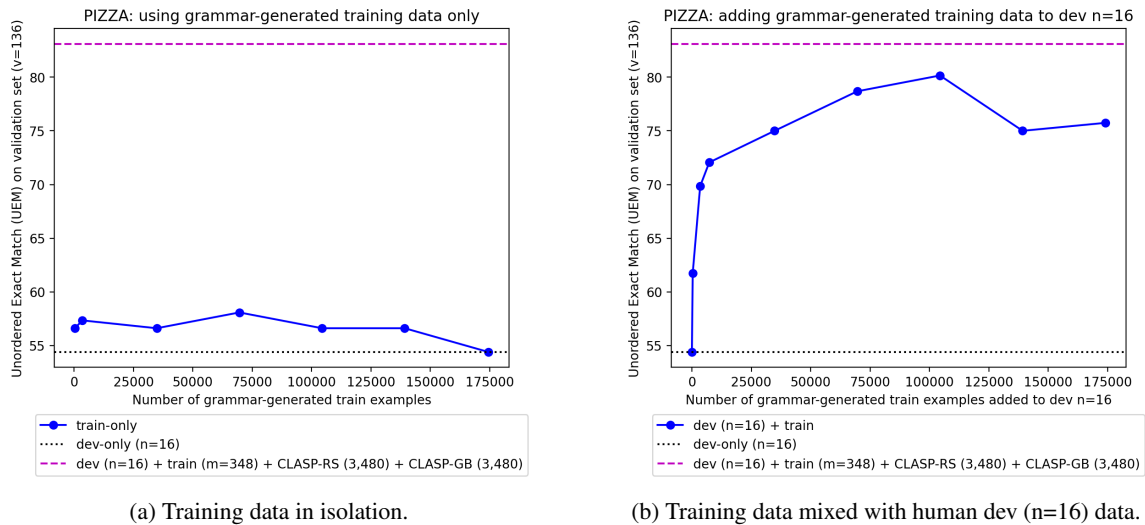 PIZZA: using grammar-generated training data only
Unordered Exact Match (UEM) on validation set (v=136)
80
75
70
65
60
55
0 25000 50000 75000 100000 125000 150000 175000
Number of grammar-generated train examples
train-only
dev-only (n=16)
dev (n=16) + train (m=348) + CLASP-RS (3,480) + CLASP-GB (3,480)
(a) Training data in isolation.
PIZZA: adding grammar-generated training data to dev n=16
Unordered Exact Match (UEM) on validation set (v=136)
80
75
70
65
60
55
0 25000 50000 75000 100000 125000 150000 175000
Number of grammar-generated train examples added to dev n=16
dev (n=16) + train
dev-only (n=16)
dev (n=16) + train (m=348) + CLASP-RS (3,480) + CLASP-GB (3,480)
(b) Training data mixed with human dev (n=16) data.